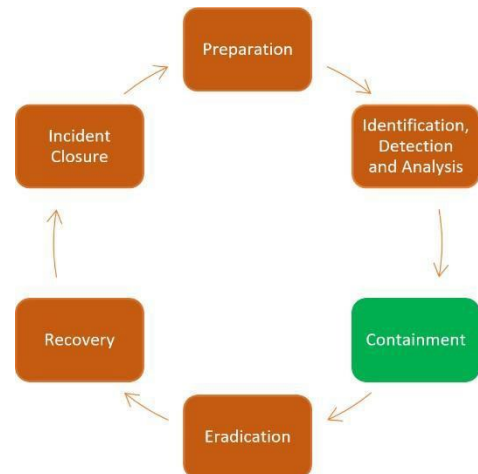 Preparation
Identification,
Detection
and Analysis
Containment
Eradication
Recovery
Incident
Closure